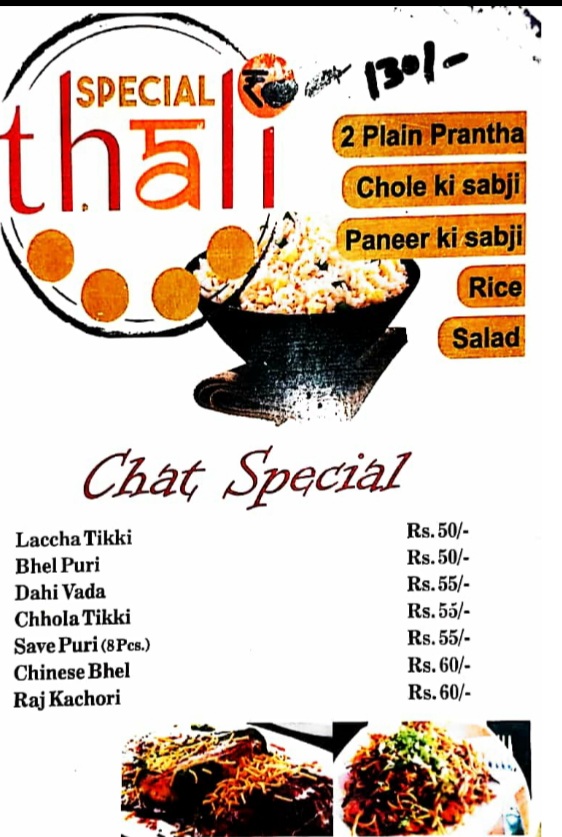 SPECIAL
thali
₹
130/-
2 Plain Prantha
Chole ki sabji
Paneer ki sabji
Rice
Salad
Chat Special
Laccha Tikki Rs. 50/-
Bhel Puri Rs. 50/-
Dahi Vada Rs. 55/-
Chhola Tikki Rs. 55/-
Save Puri (8 Pcs.) Rs. 55/-
Chinese Bhel Rs. 60/-
Raj Kachori Rs. 60/-